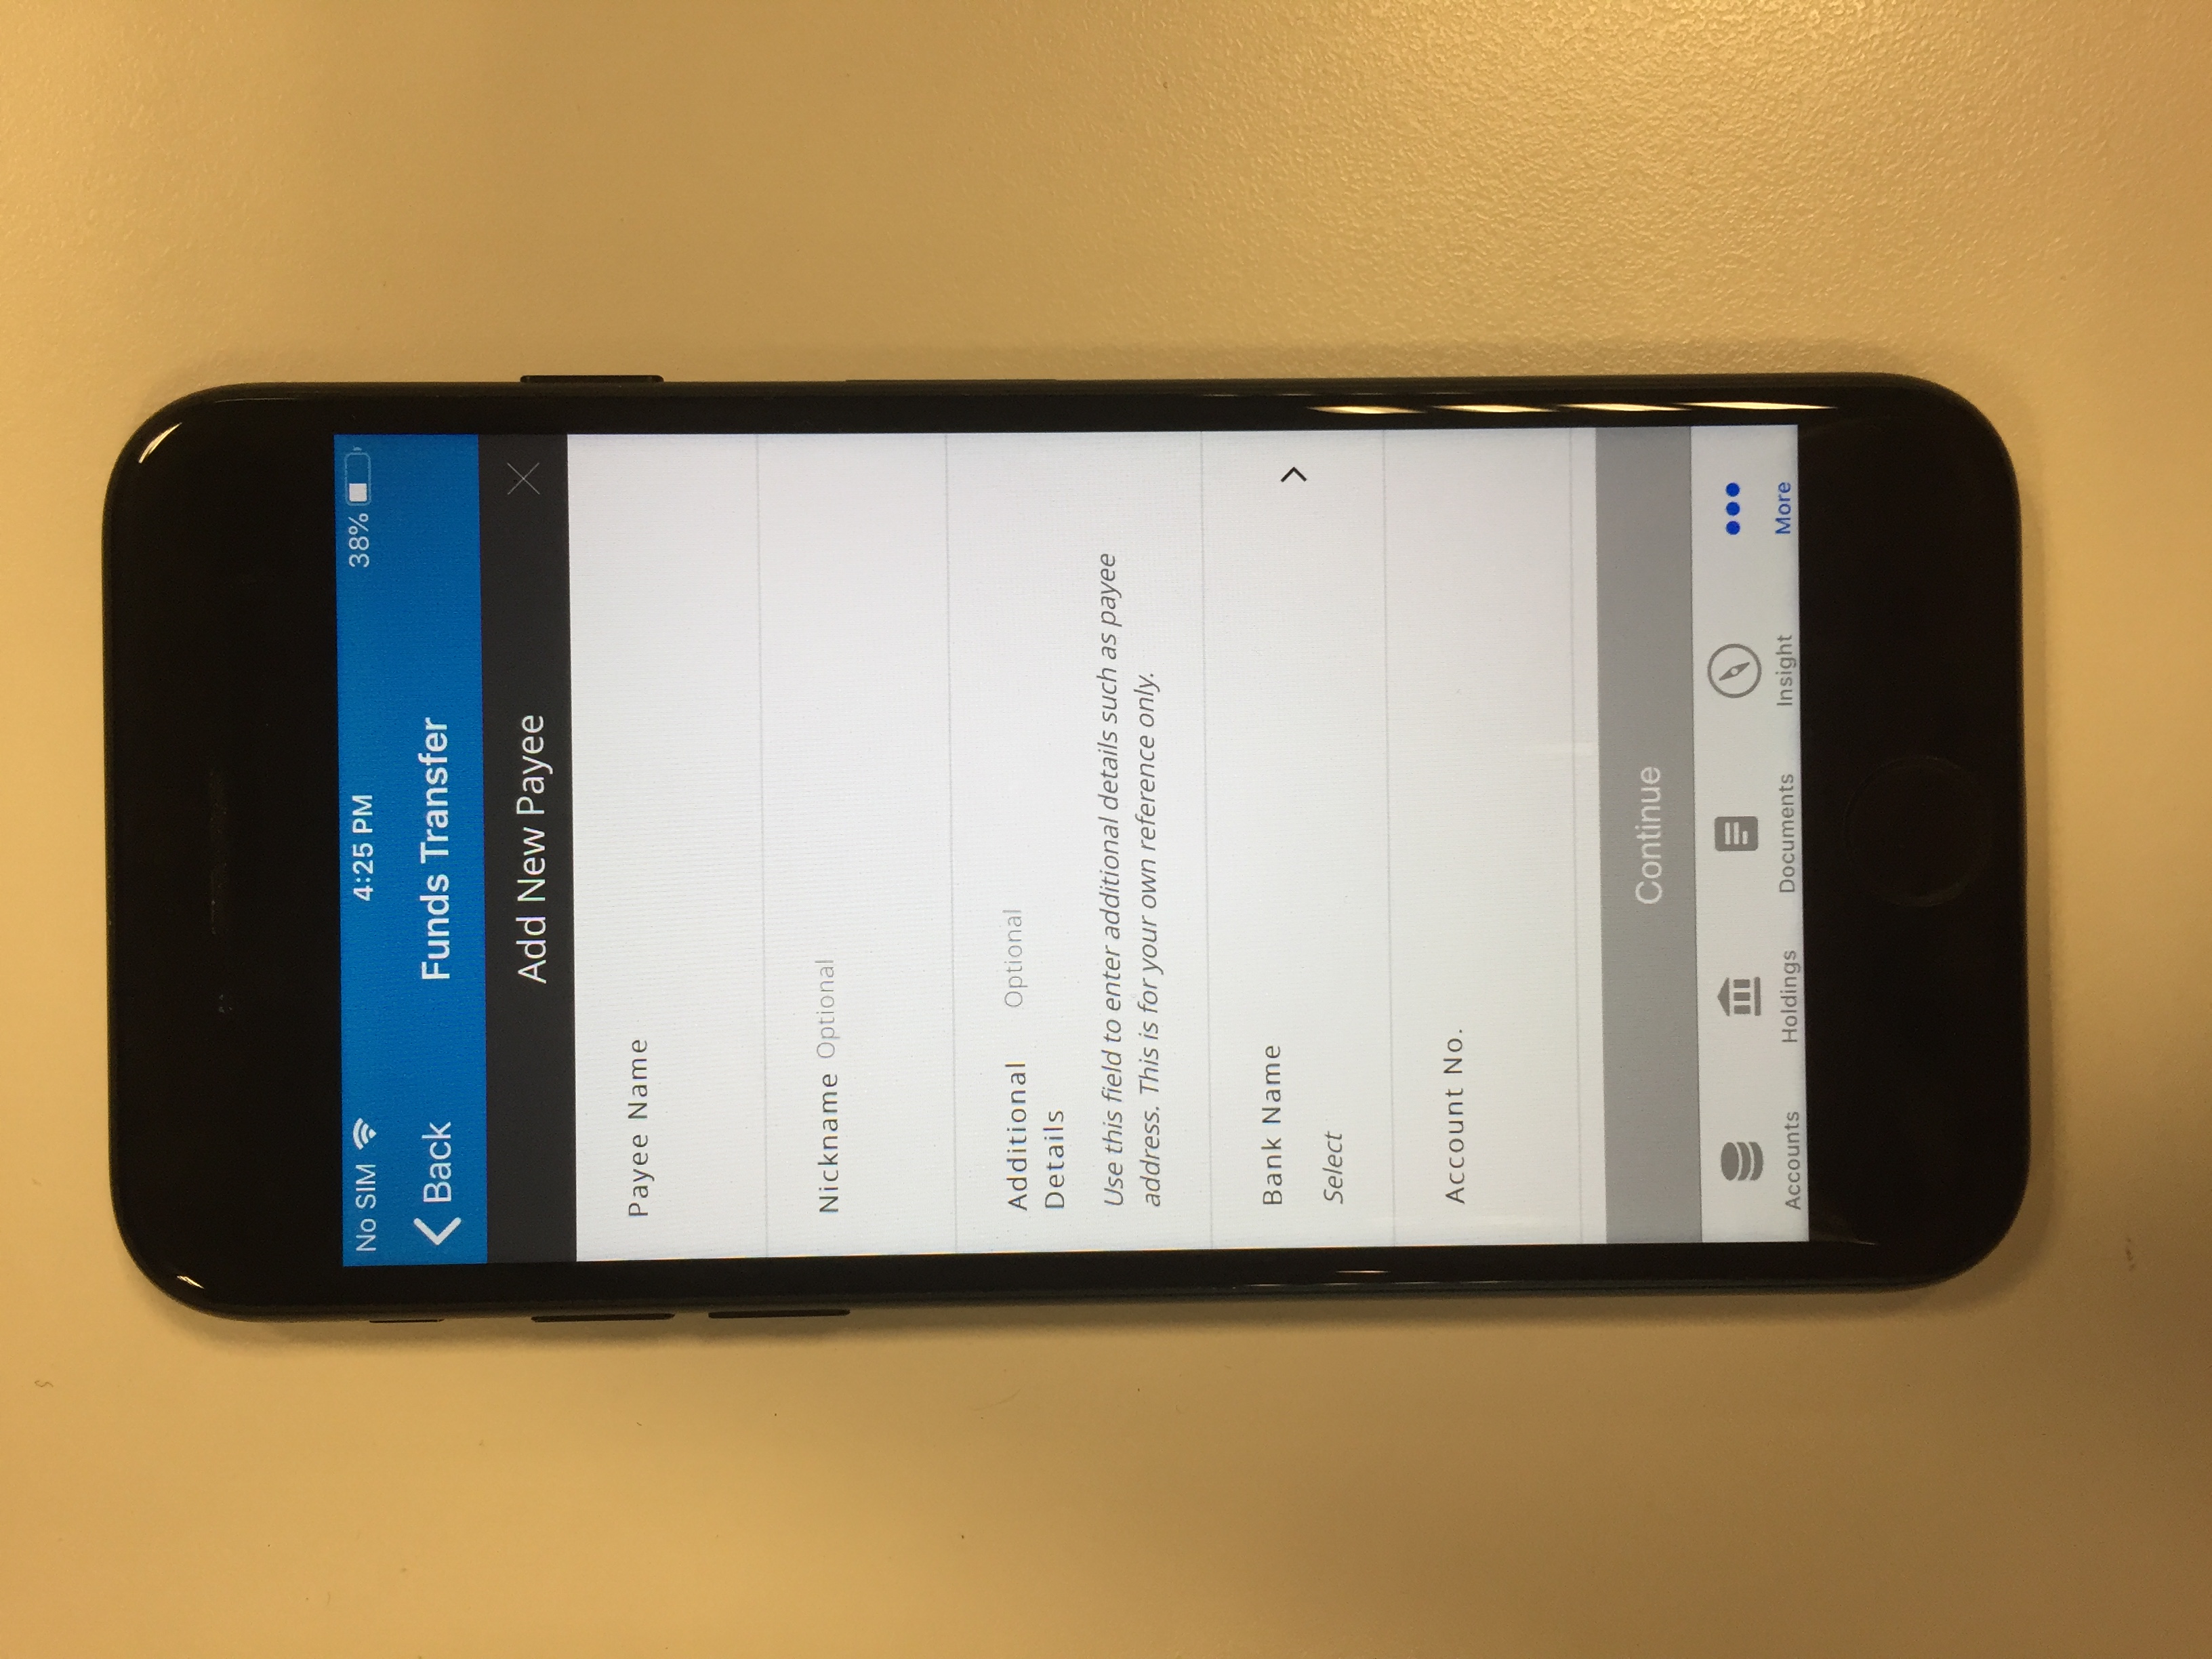 No SIM 4:25 PM 38%
Back Funds Transfer
Add New Payee
Payee Name
Nickname Optional
Additional Optional
Details
Use this field to enter additional details such as payee
address. This is for your own reference only.
Bank Name
Select
Account No.
Continue
Accounts Holdings Documents Insight More